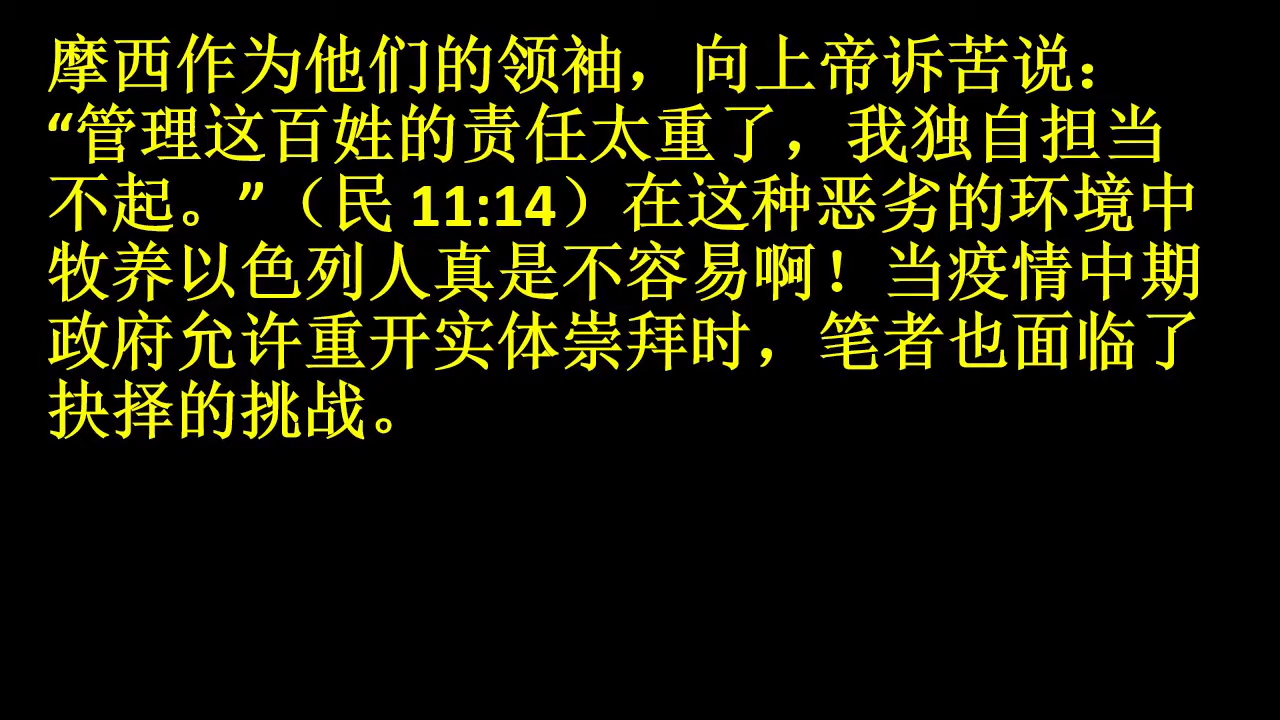 摩西作为他们的领袖，向上帝诉苦说：
“管理这百姓的责任太重了，我独自担当
不起。”（民 11:14）在这种恶劣的环境中
牧养以色列人真是不容易啊！当疫情中期
政府允许重开实体崇拜时，笔者也面临了
抉择的挑战。